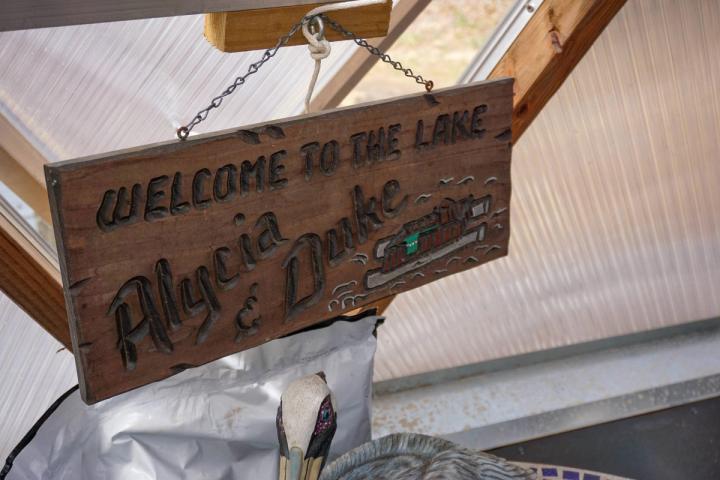 WELCOME TO THE LAKE
Alycia
& Duke